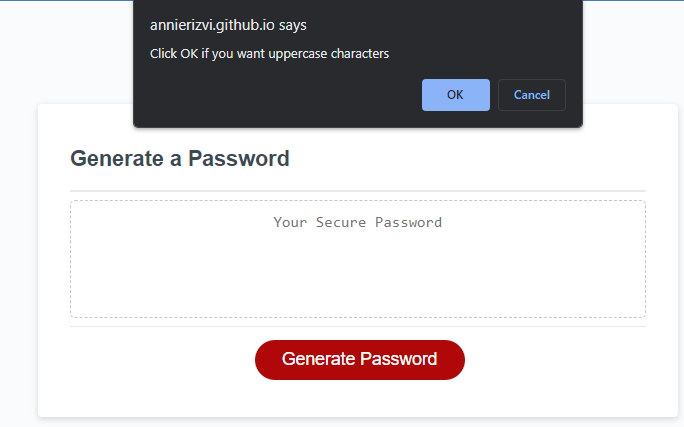 annierizvi.github.io says
Click OK if you want uppercase characters
OK Cancel
Generate a Password
Your Secure Password
Generate Password